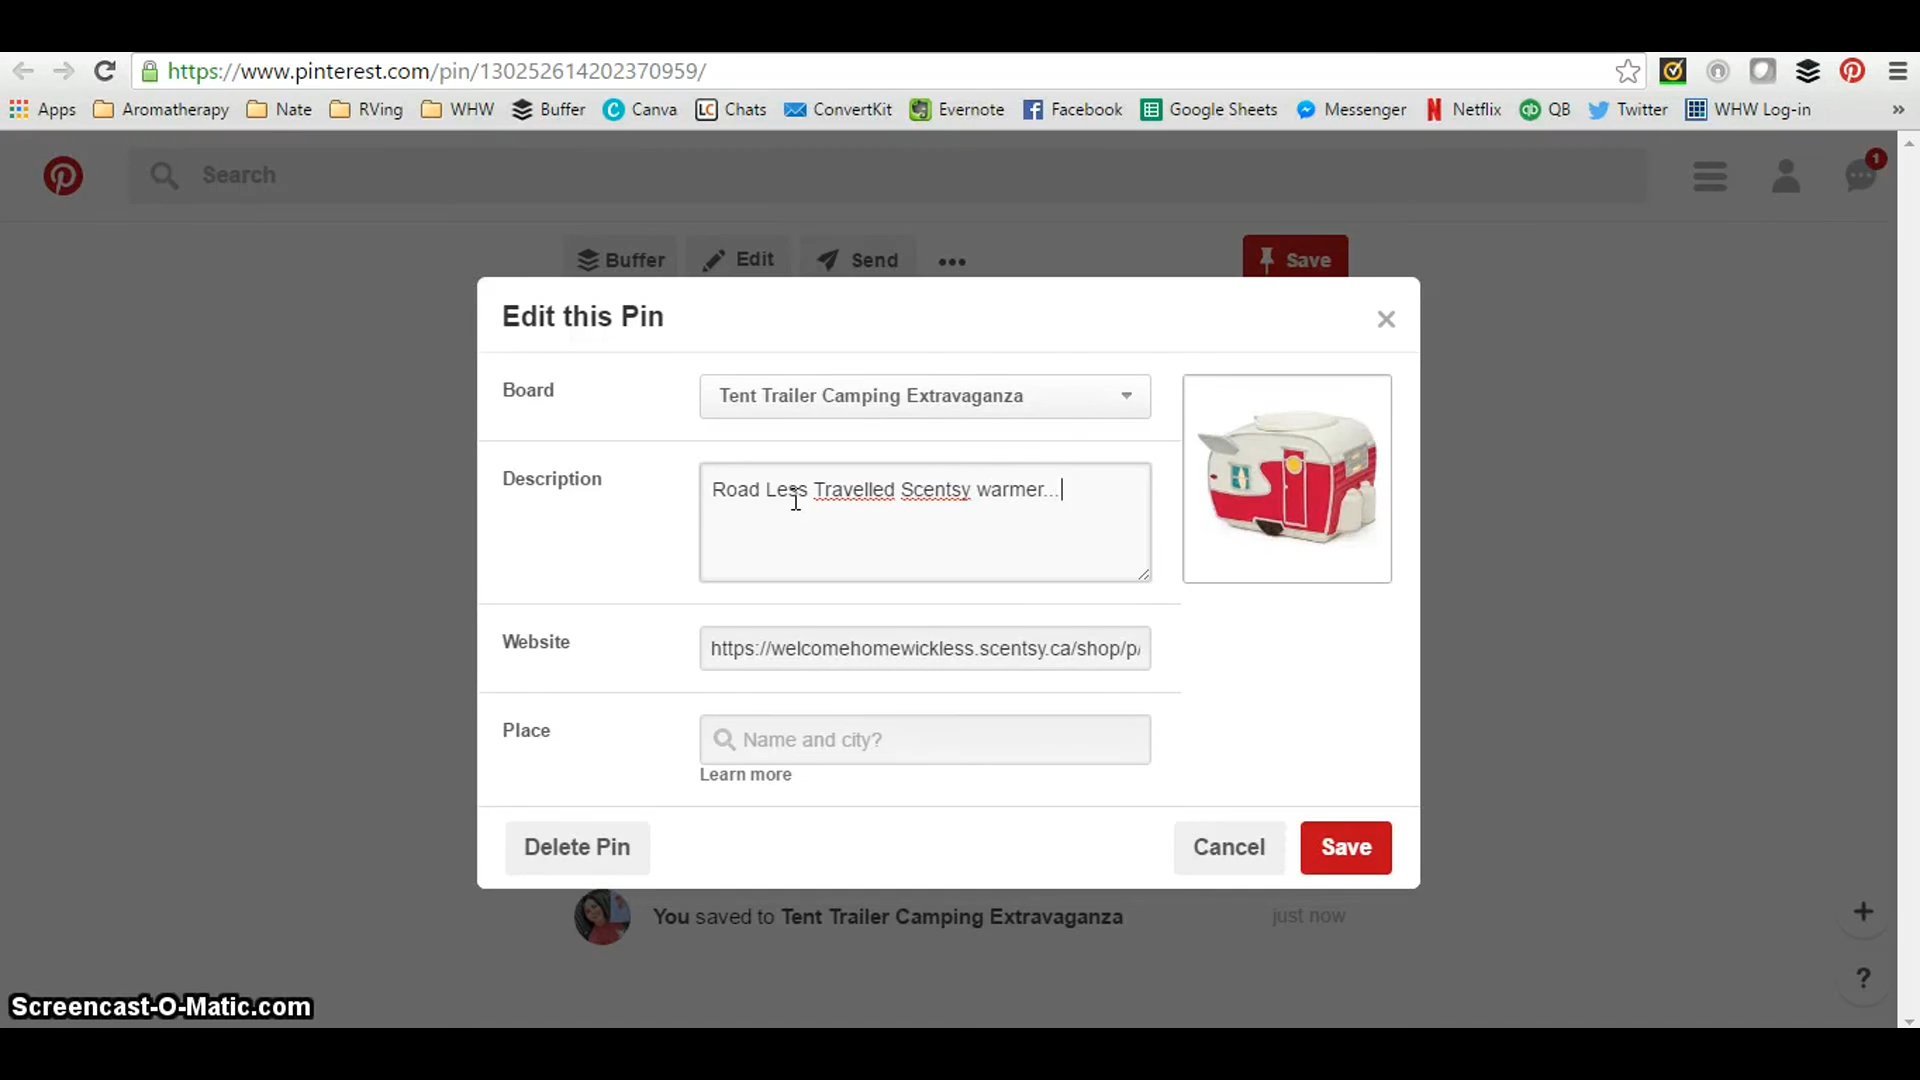 https://www.pinterest.com/pin/130252614202370959/
Apps Aromatherapy Nate RVing WHW Buffer Canva LC Chats ConvertKit Evernote Facebook Google Sheets Messenger Netflix qb QB Twitter WHW Log-in »
Search
1
Buffer Edit Send Save
Edit this Pin
Board
Tent Trailer Camping Extravaganza
Description
Road Less Travelled Scentsy warmer...
Website
https://welcomehomewickless.scentsy.ca/shop/p/
Place
Name and city?
Learn more
Delete Pin
Cancel
Save
You saved to Tent Trailer Camping Extravaganza
just now
?
Screencast-O-Matic.com